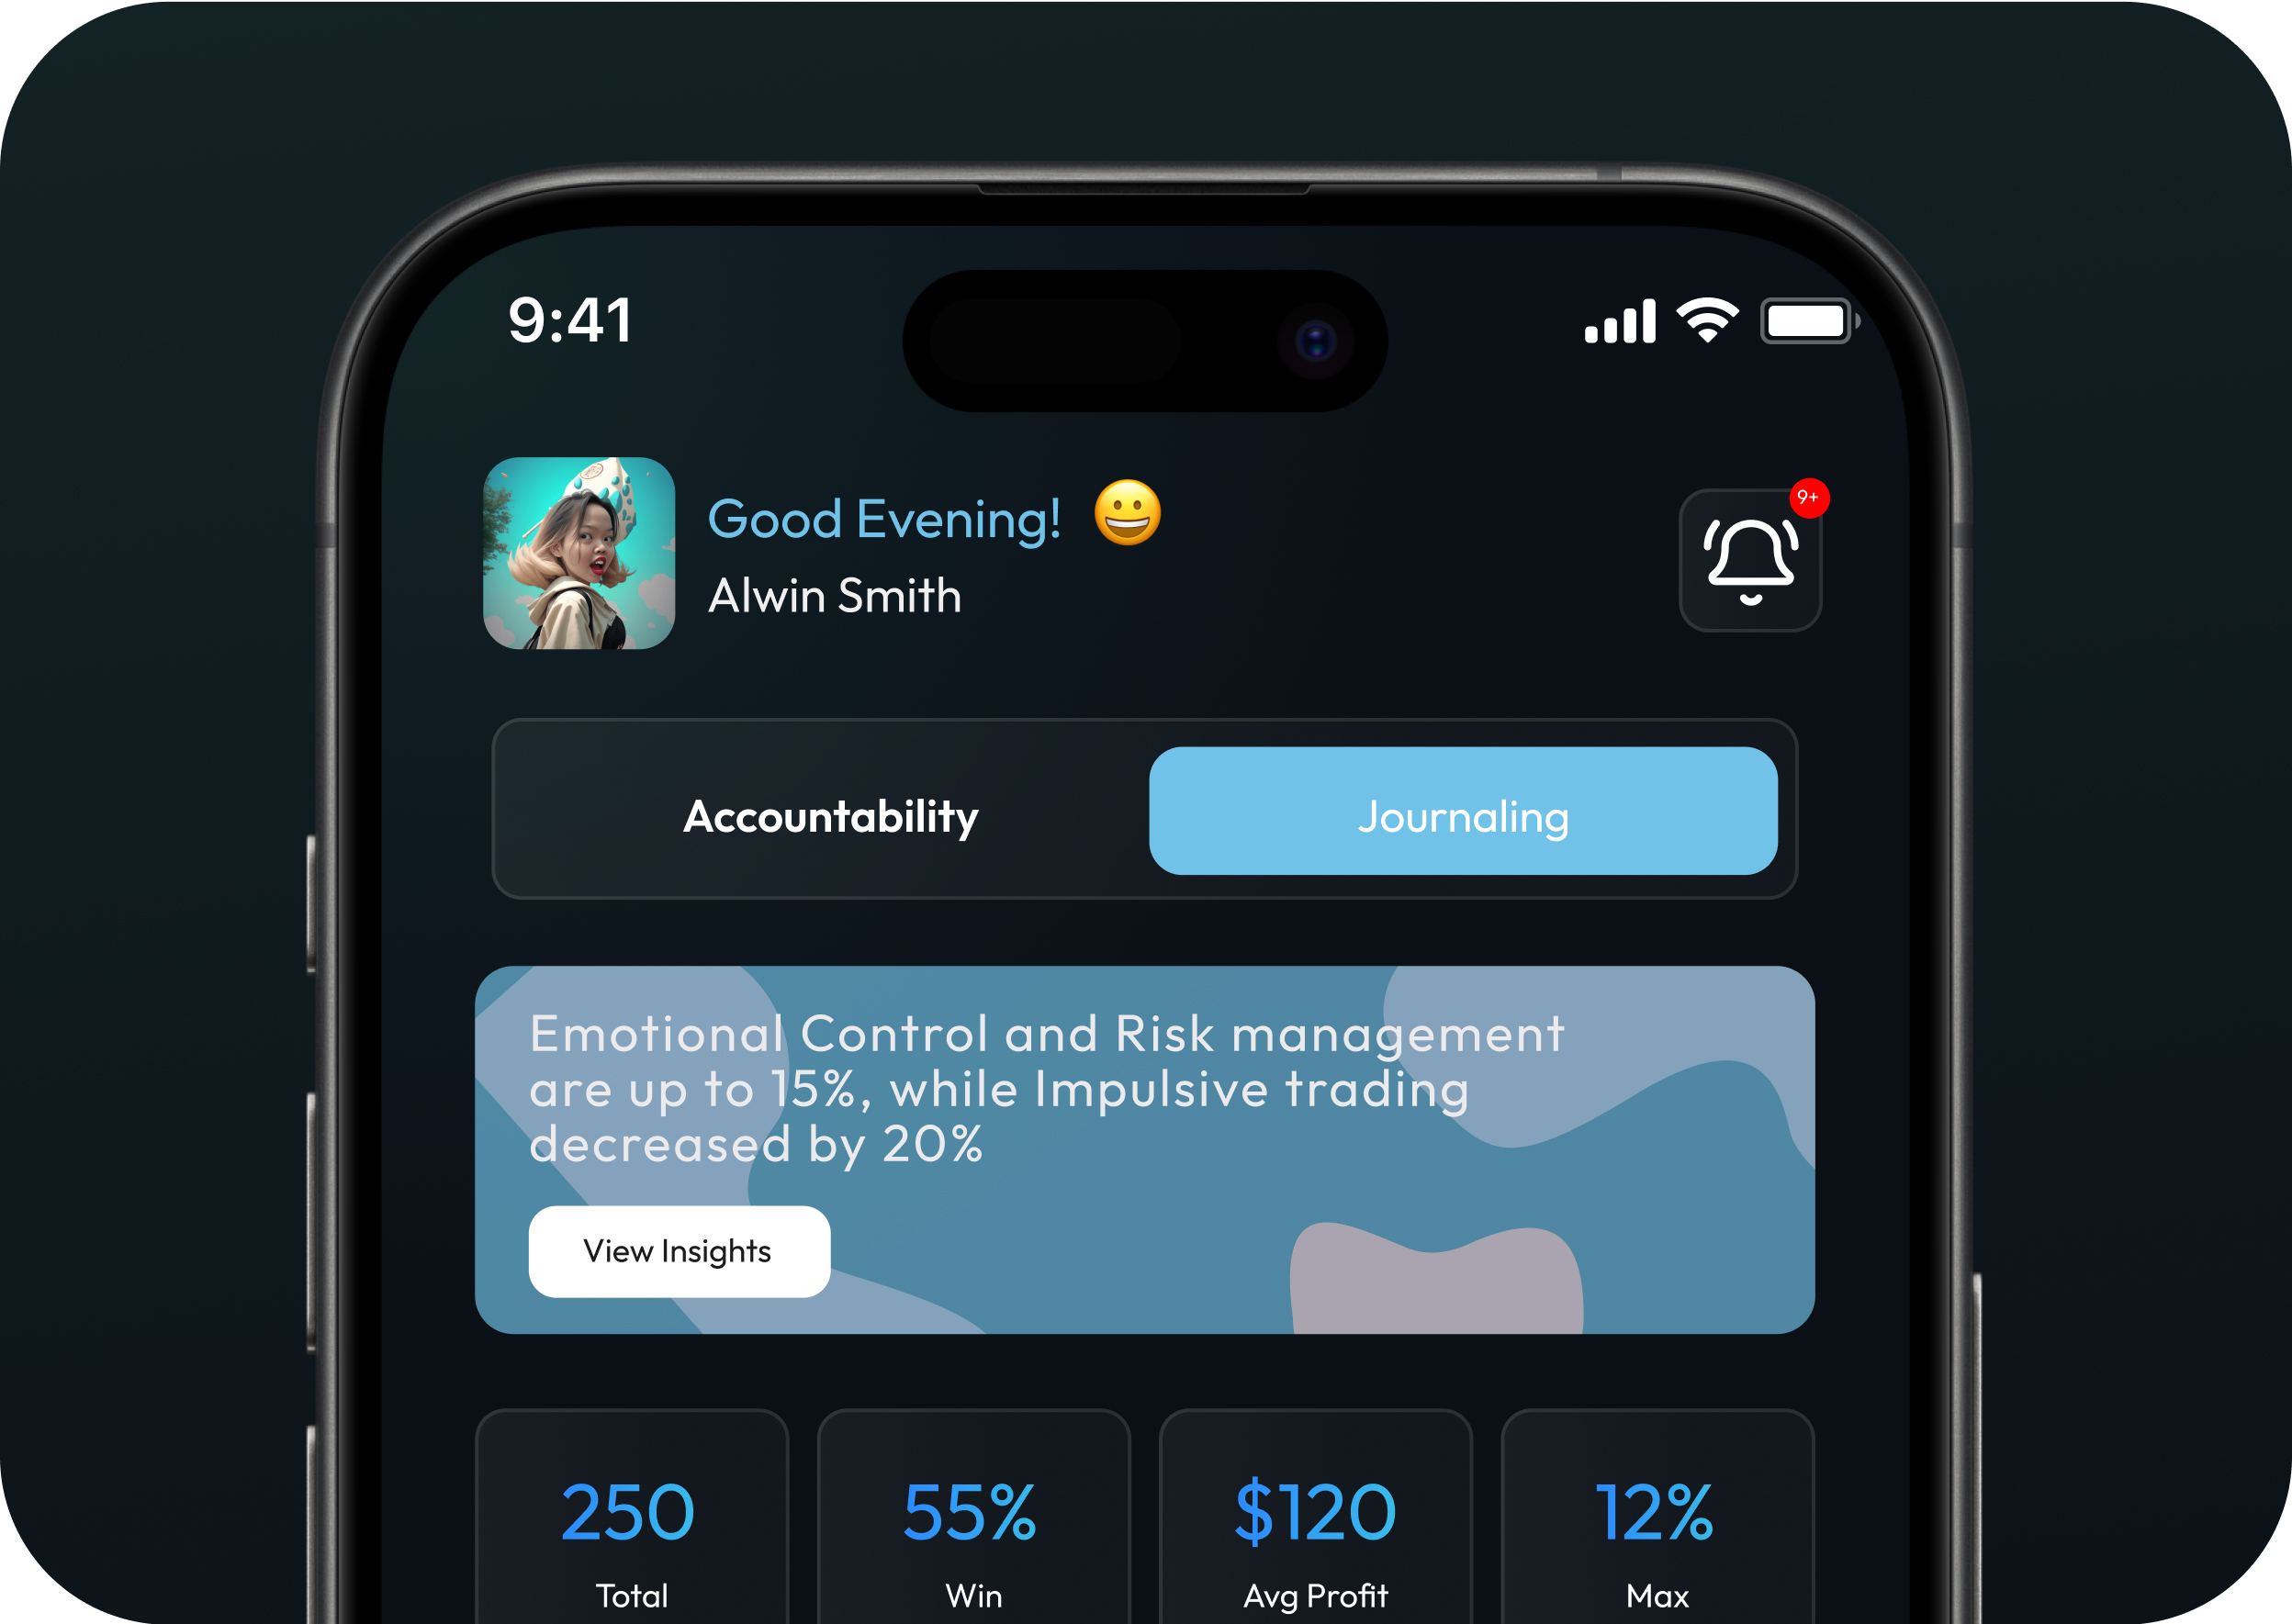 9:41
Good Evening! 😀
9+
Alwin Smith
Accountability
Journaling
Emotional Control and Risk management
are up to 15%, while Impulsive trading
decreased by 20%
View Insights
250
Total
55%
Win
$120
Avg Profit
12%
Max